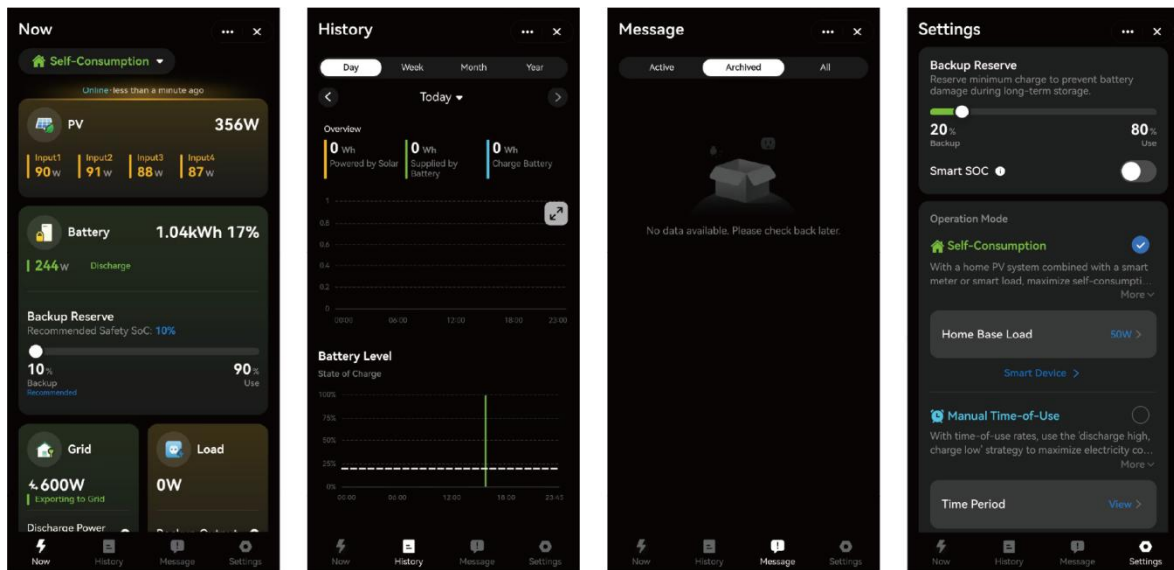 Now
Self-Consumption
Online·less than a minute ago
PV
356W
Input1 Input2 Input3 Input4
90w 91w 88w 87w
Battery
1.04kWh 17%
244w Discharge
Backup Reserve
Recommended Safety SoC: 10%
10% 90%
Backup Use
Recommended
Grid
Load
600W
0W
Exporting to Grid
Discharge Power
Now History Message Settings
History
Day Week Month Year
Today
Overview
0 Wh 0 Wh 0 Wh
Powered by Solar
Supplied by
Battery
Charge Battery
1
0.8
0.6
0.4
0.2
0
00:00 06:00 12:00 18:00 23:00
Battery Level
State of Charge
100%
75%
50%
25%
0%
00:00 06:00 12:00 18:00 23:45
Now History Message Settings
Message
Active Archived All
No data available. Please check back later.
Now History Message Settings
Settings
Backup Reserve
Reserve minimum charge to prevent battery
damage during long-term storage.
20% 80%
Backup Use
Smart SOC
Operation Mode
Self-Consumption
With a home PV system combined with a smart
meter or smart load, maximize self-consumpti...
More
Home Base Load 50W >
Smart Device >
Manual Time-of-Use
With time-of-use rates, use the 'discharge high,
charge low' strategy to maximize electricity co...
More
Time Period View >
Now History Message Settings